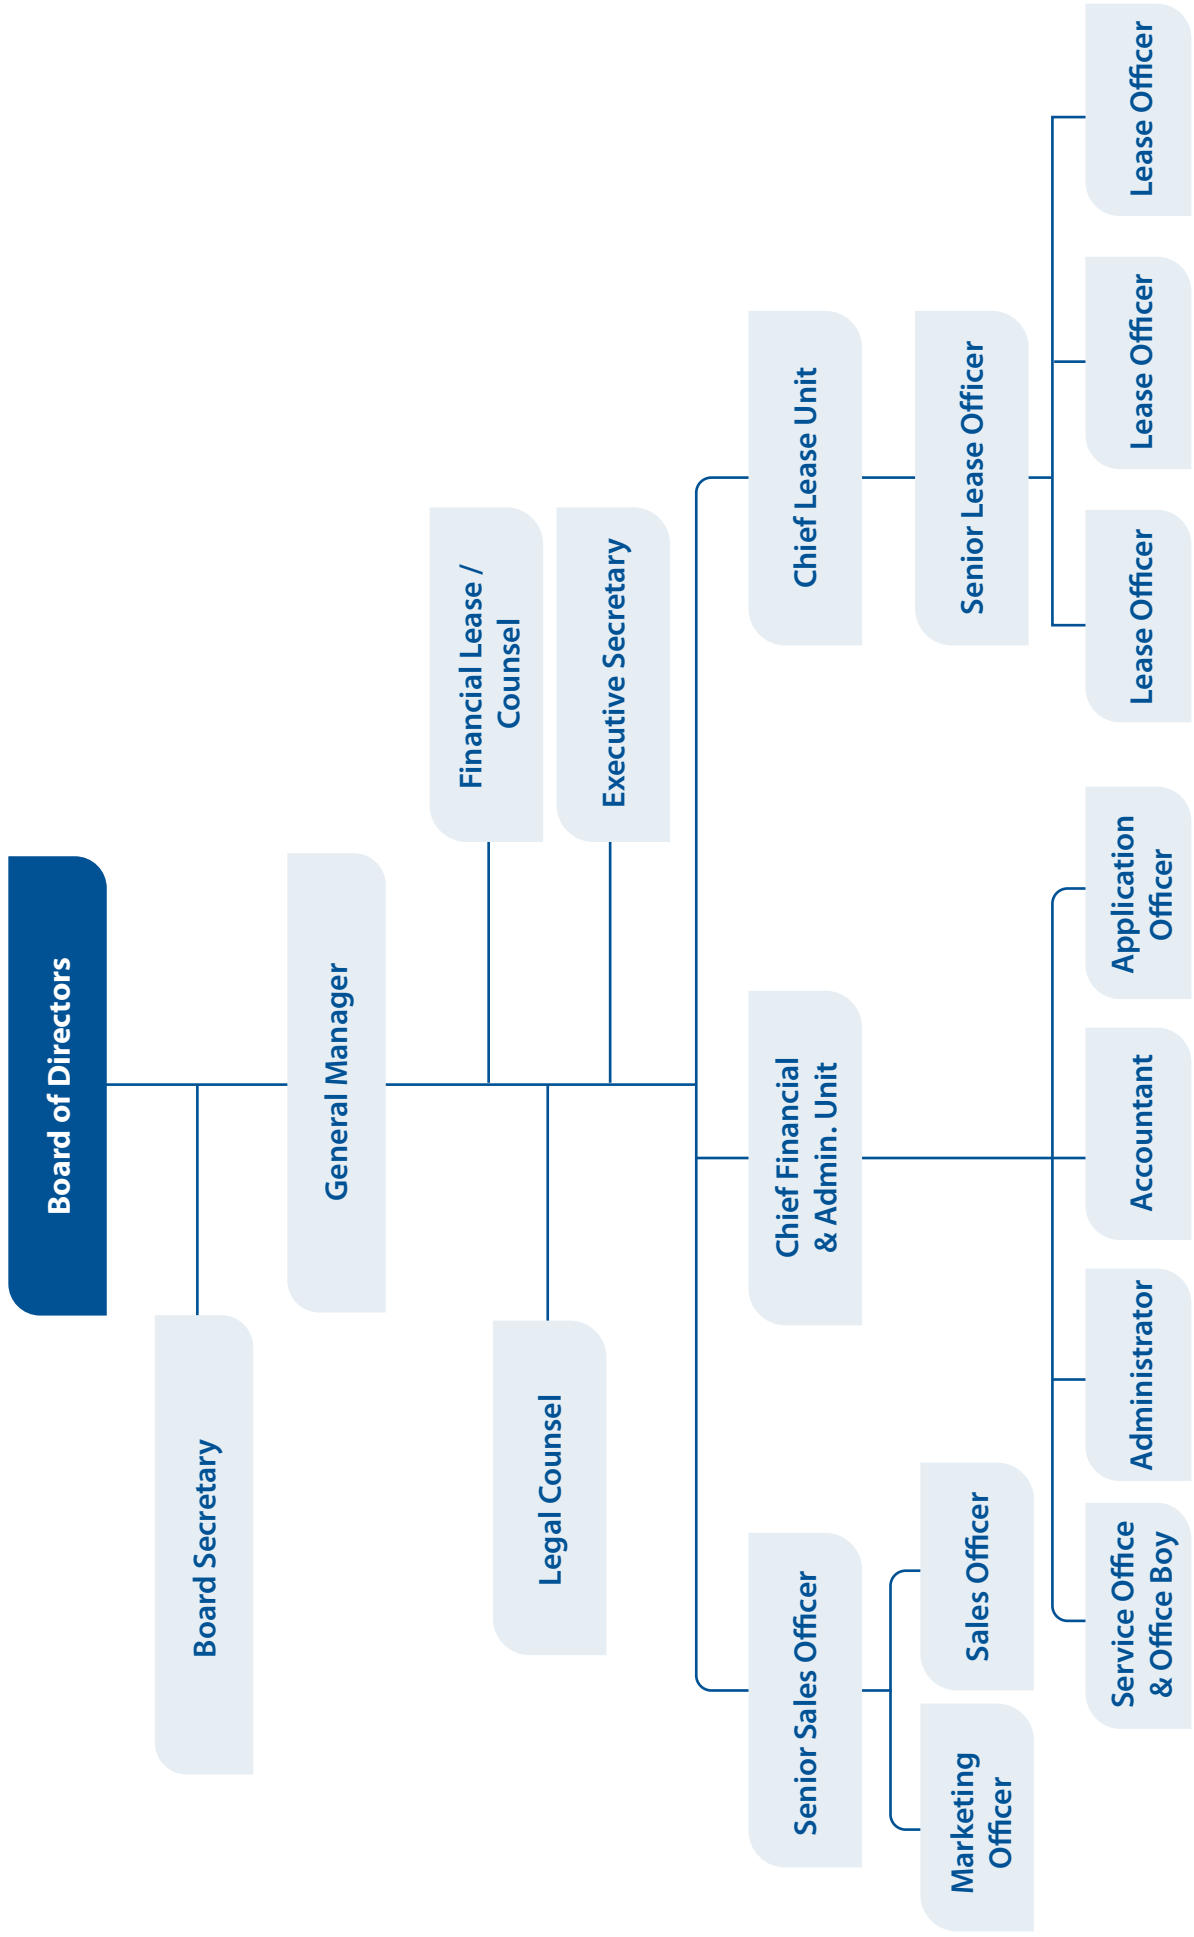 Board of Directors
Board Secretary
General Manager
Financial Lease /
Counsel
Legal Counsel
Executive Secretary
Senior Sales Officer
Chief Financial
& Admin. Unit
Chief Lease Unit
Marketing
Officer
Sales Officer
Senior Lease Officer
Service Office
& Office Boy
Administrator
Accountant
Application
Officer
Lease Officer
Lease Officer
Lease Officer